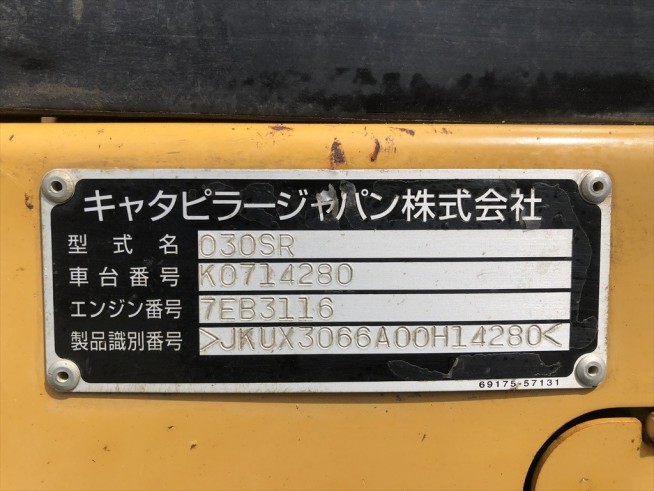 キャタピラージャパン株式会社
型式名 030SR
車台番号 K0714280
エンジン番号 7EB3116
製品識別番号 >JKUX3066A00H14280<
69175-57131